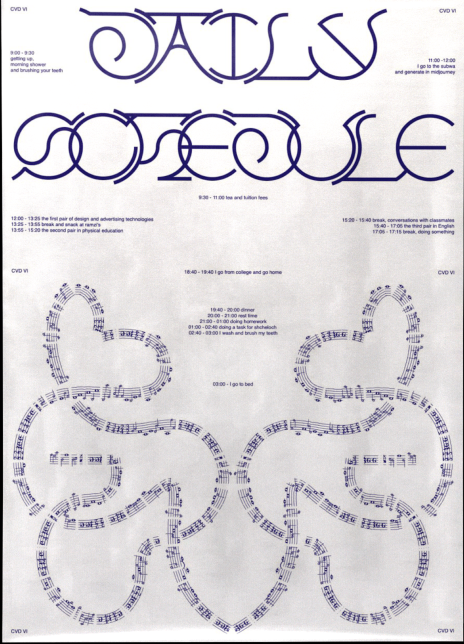 CVD VI
CVD VI
DAILY
9:00 - 9:30
getting up,
morning shower
and brushing your teeth
11:00 -12:00
I go to the subwa
and generate in midjourney
SCHEDULE
9:30 - 11:00 tea and tuition fees
12:00 - 13:25 the first pair of design and advertising technologies
13:25 - 13:55 break and snack at remzi's
13:55 - 15:20 the second pair in physical education
15:20 - 15:40 break, conversations with classmates
15:40 - 17:05 the third pair in English
17:05 - 17:15 break, doing something
CVD VI
18:40 - 19:40 I go from college and go home
CVD VI
19:40 - 20:00 dinner
20:00 - 21:00 rest time
21:00 - 01:00 doing homework
01:00 - 02:40 doing a task for shchelisch
02:40 - 03:00 I wash and brush my teeth
03:00 - I go to bed
CVD VI
CVD VI